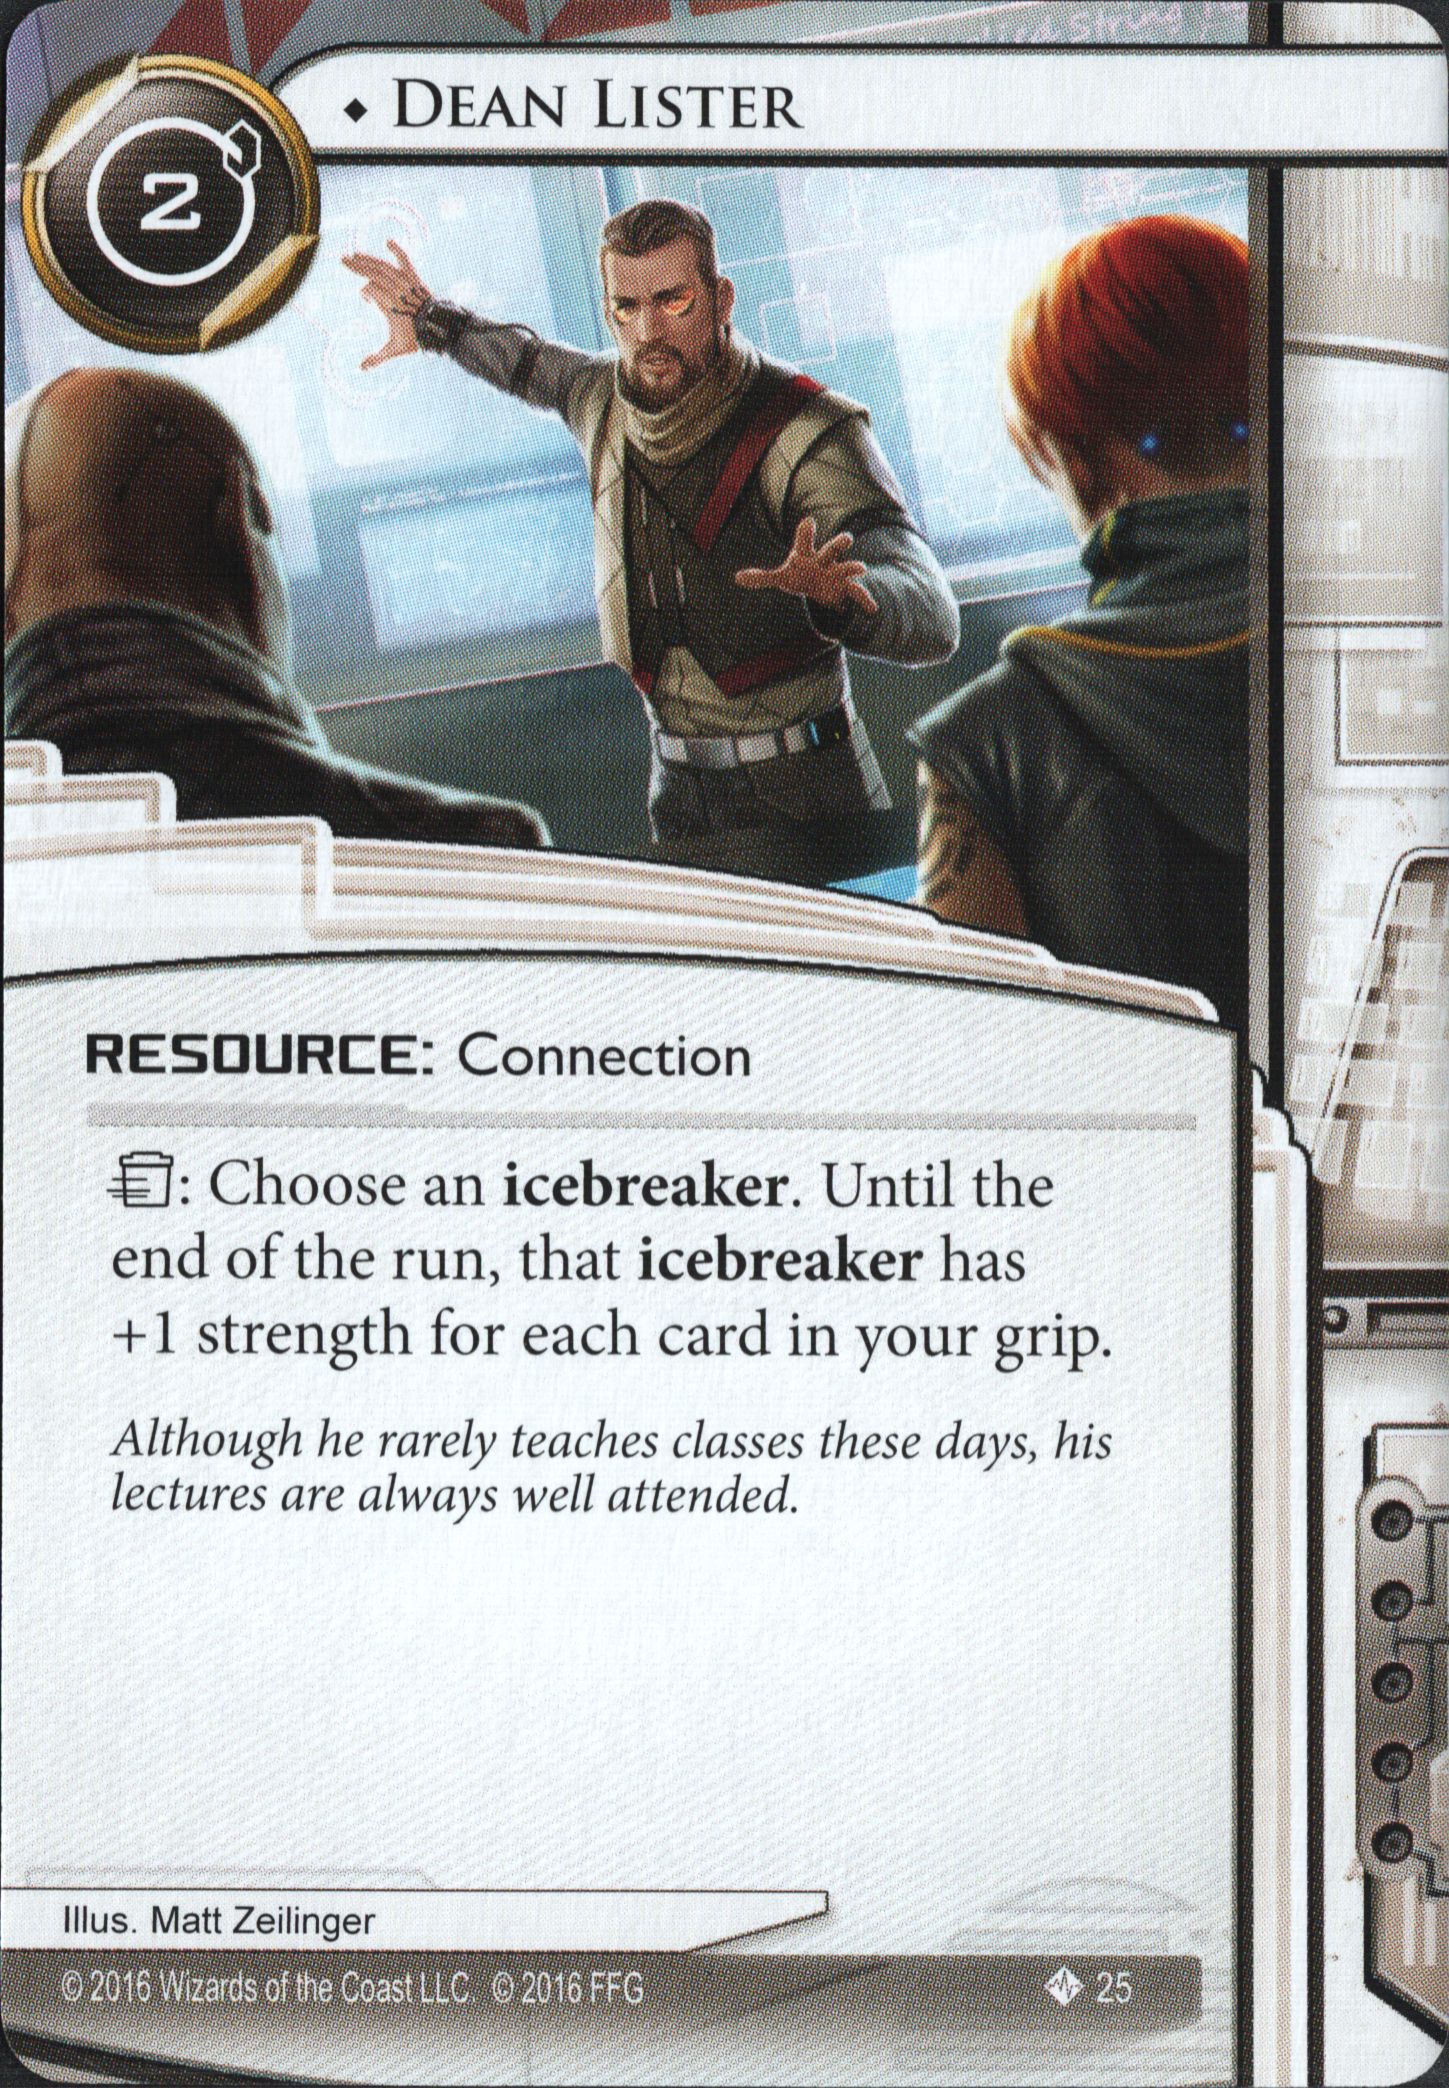 2
◆ DEAN LISTER
RESOURCE: Connection
: Choose an icebreaker. Until the
end of the run, that icebreaker has
+1 strength for each card in your grip.
Although he rarely teaches classes these days, his
lectures are always well attended.
Illus. Matt Zeilinger
© 2016 Wizards of the Coast LLC. © 2016 FFG
25